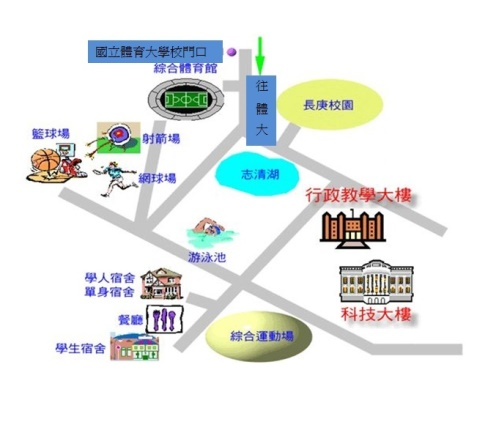 國立體育大學校門口
綜合體育館
往
體
大
長庚校園
籃球場
射箭場
網球場
志清湖
行政教學大樓
游泳池
學人宿舍
單身宿舍
科技大樓
餐廳
綜合運動場
學生宿舍